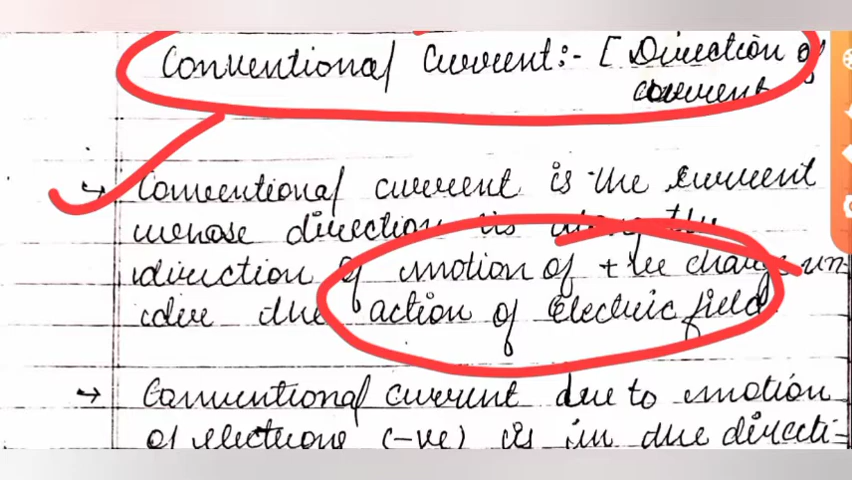 Conventional Current:- [Direction of
current
→ Conventional current is the current
whose direction is along the
direction of motion of +ve charge un-
der the action of Electric field
→ Conventional current due to motion
of electrons (-ve) is in the directi-